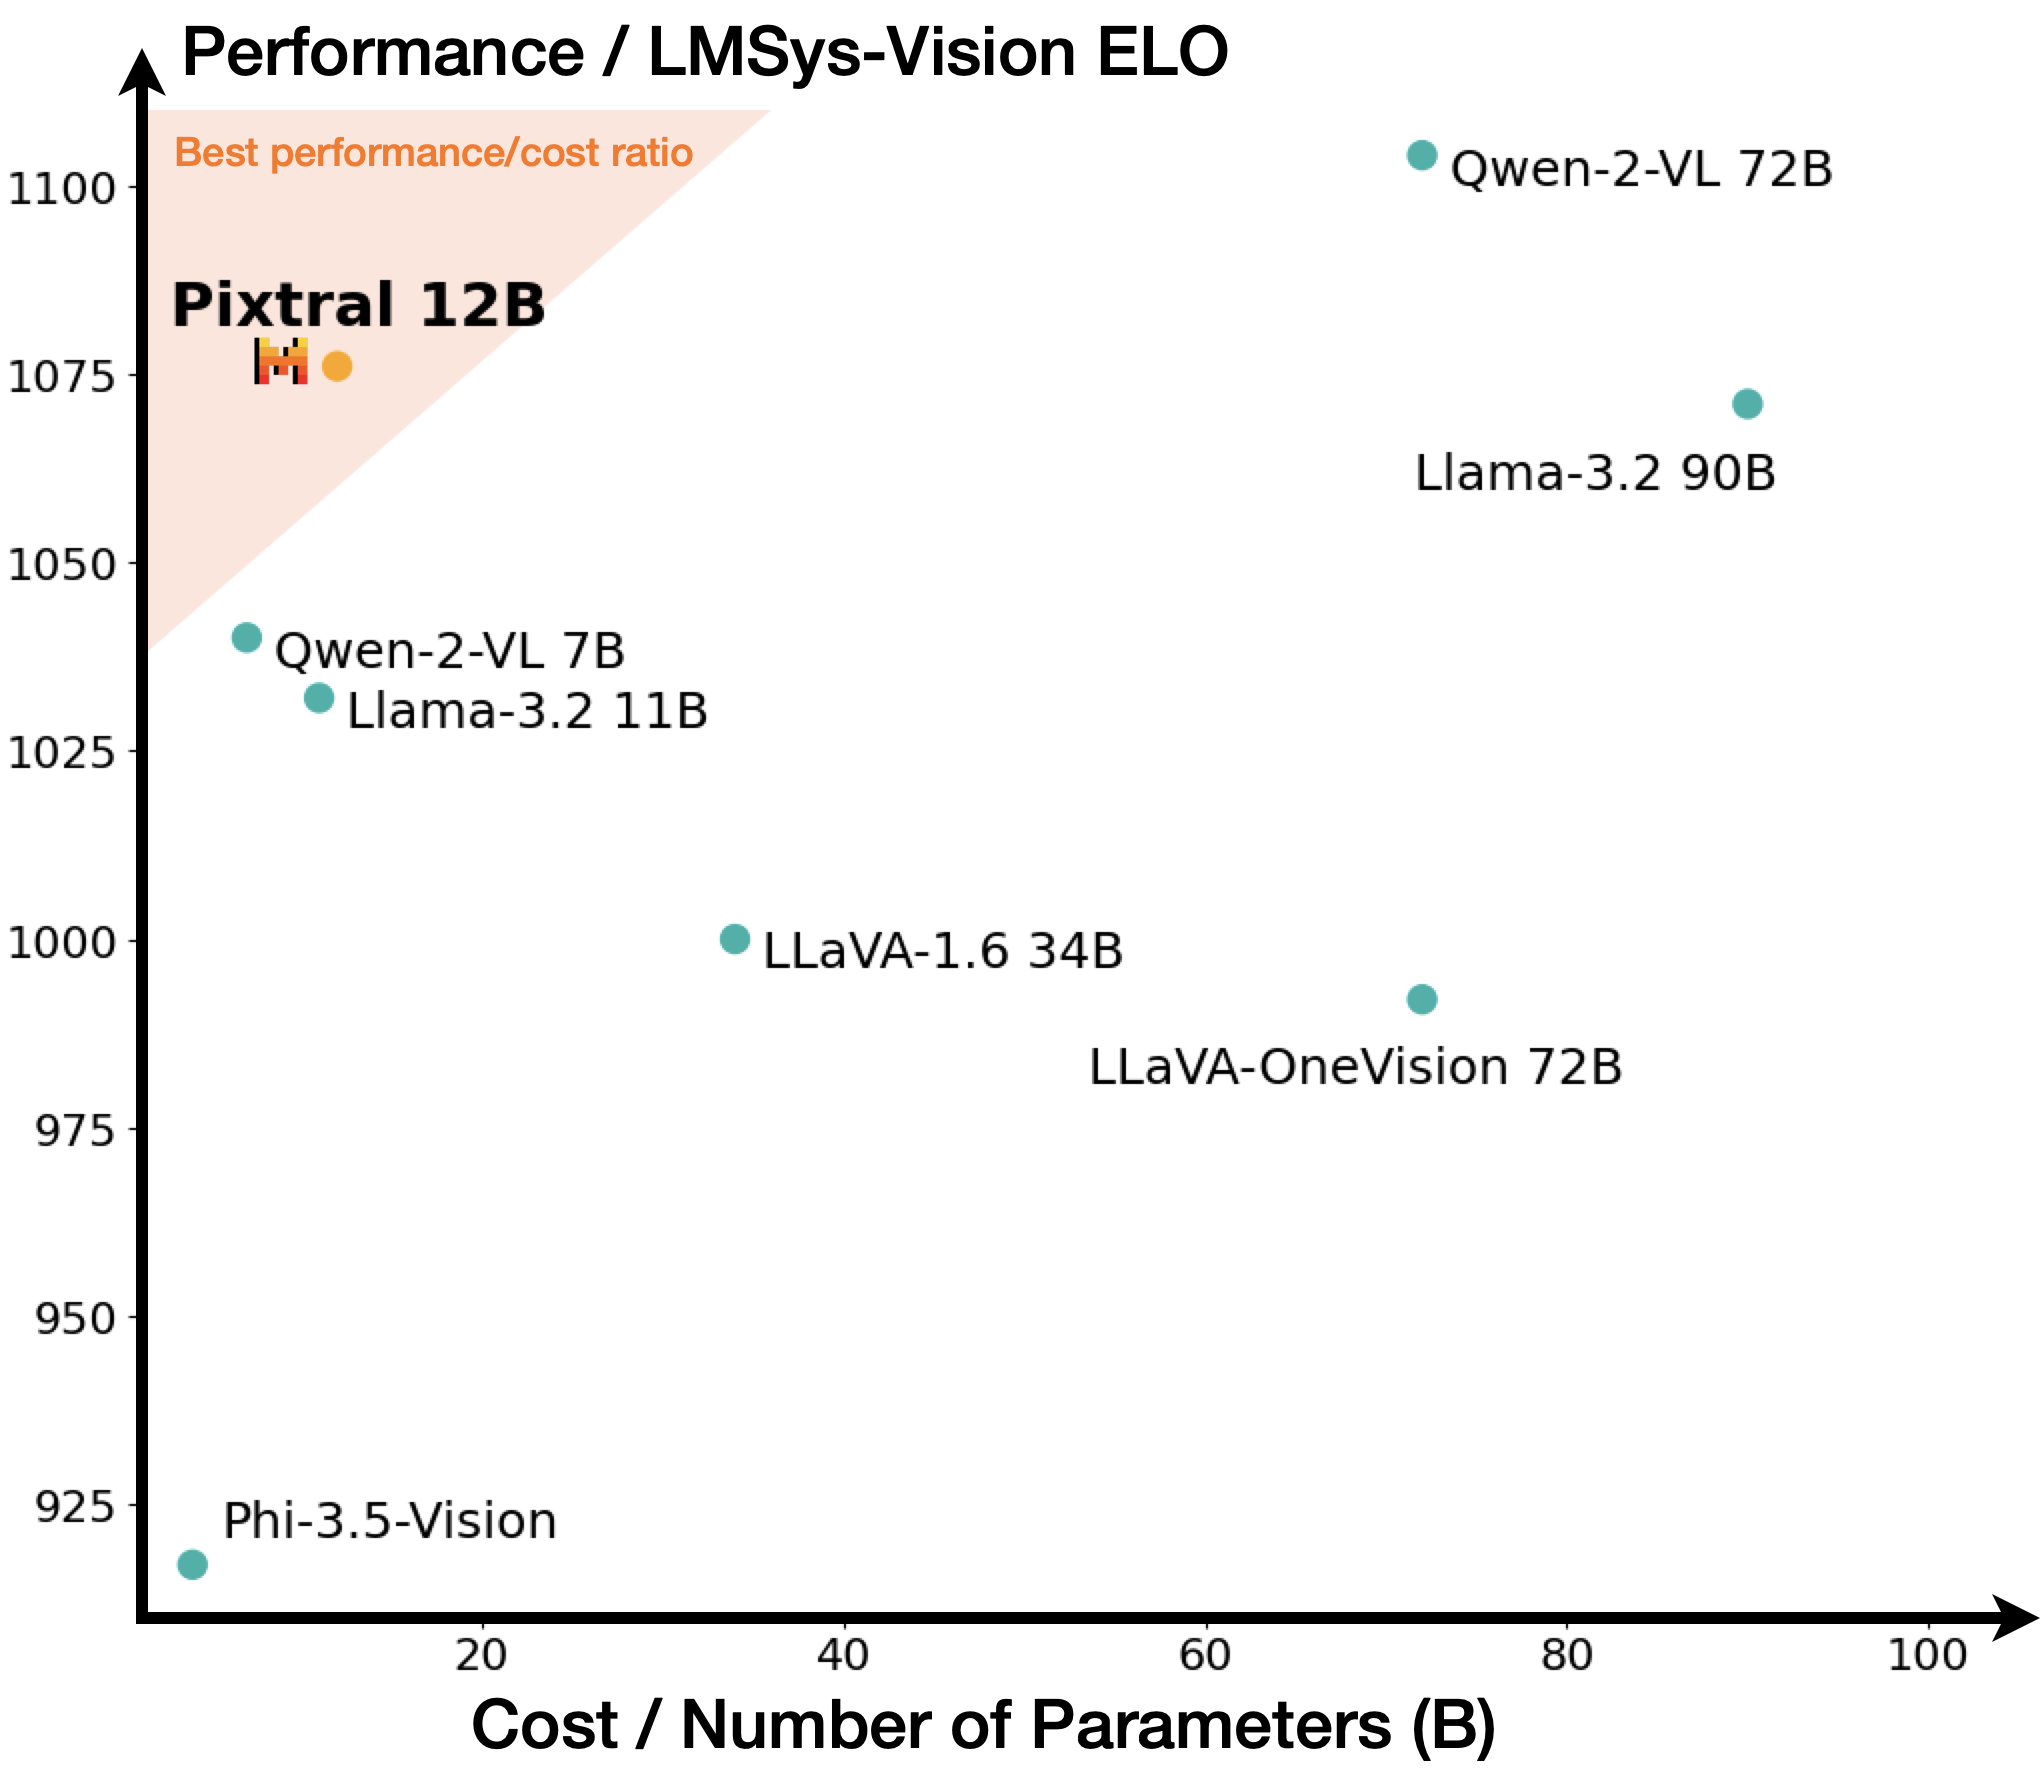 Performance / LMSys-Vision ELO
Best performance/cost ratio
1100
Qwen-2-VL 72B
Pixtral 12B
1075
Llama-3.2 90B
1050
Qwen-2-VL 7B
Llama-3.2 11B
1025
1000
LLaVA-1.6 34B
LLaVA-OneVision 72B
975
950
925
Phi-3.5-Vision
20 40 60 80 100
Cost / Number of Parameters (B)